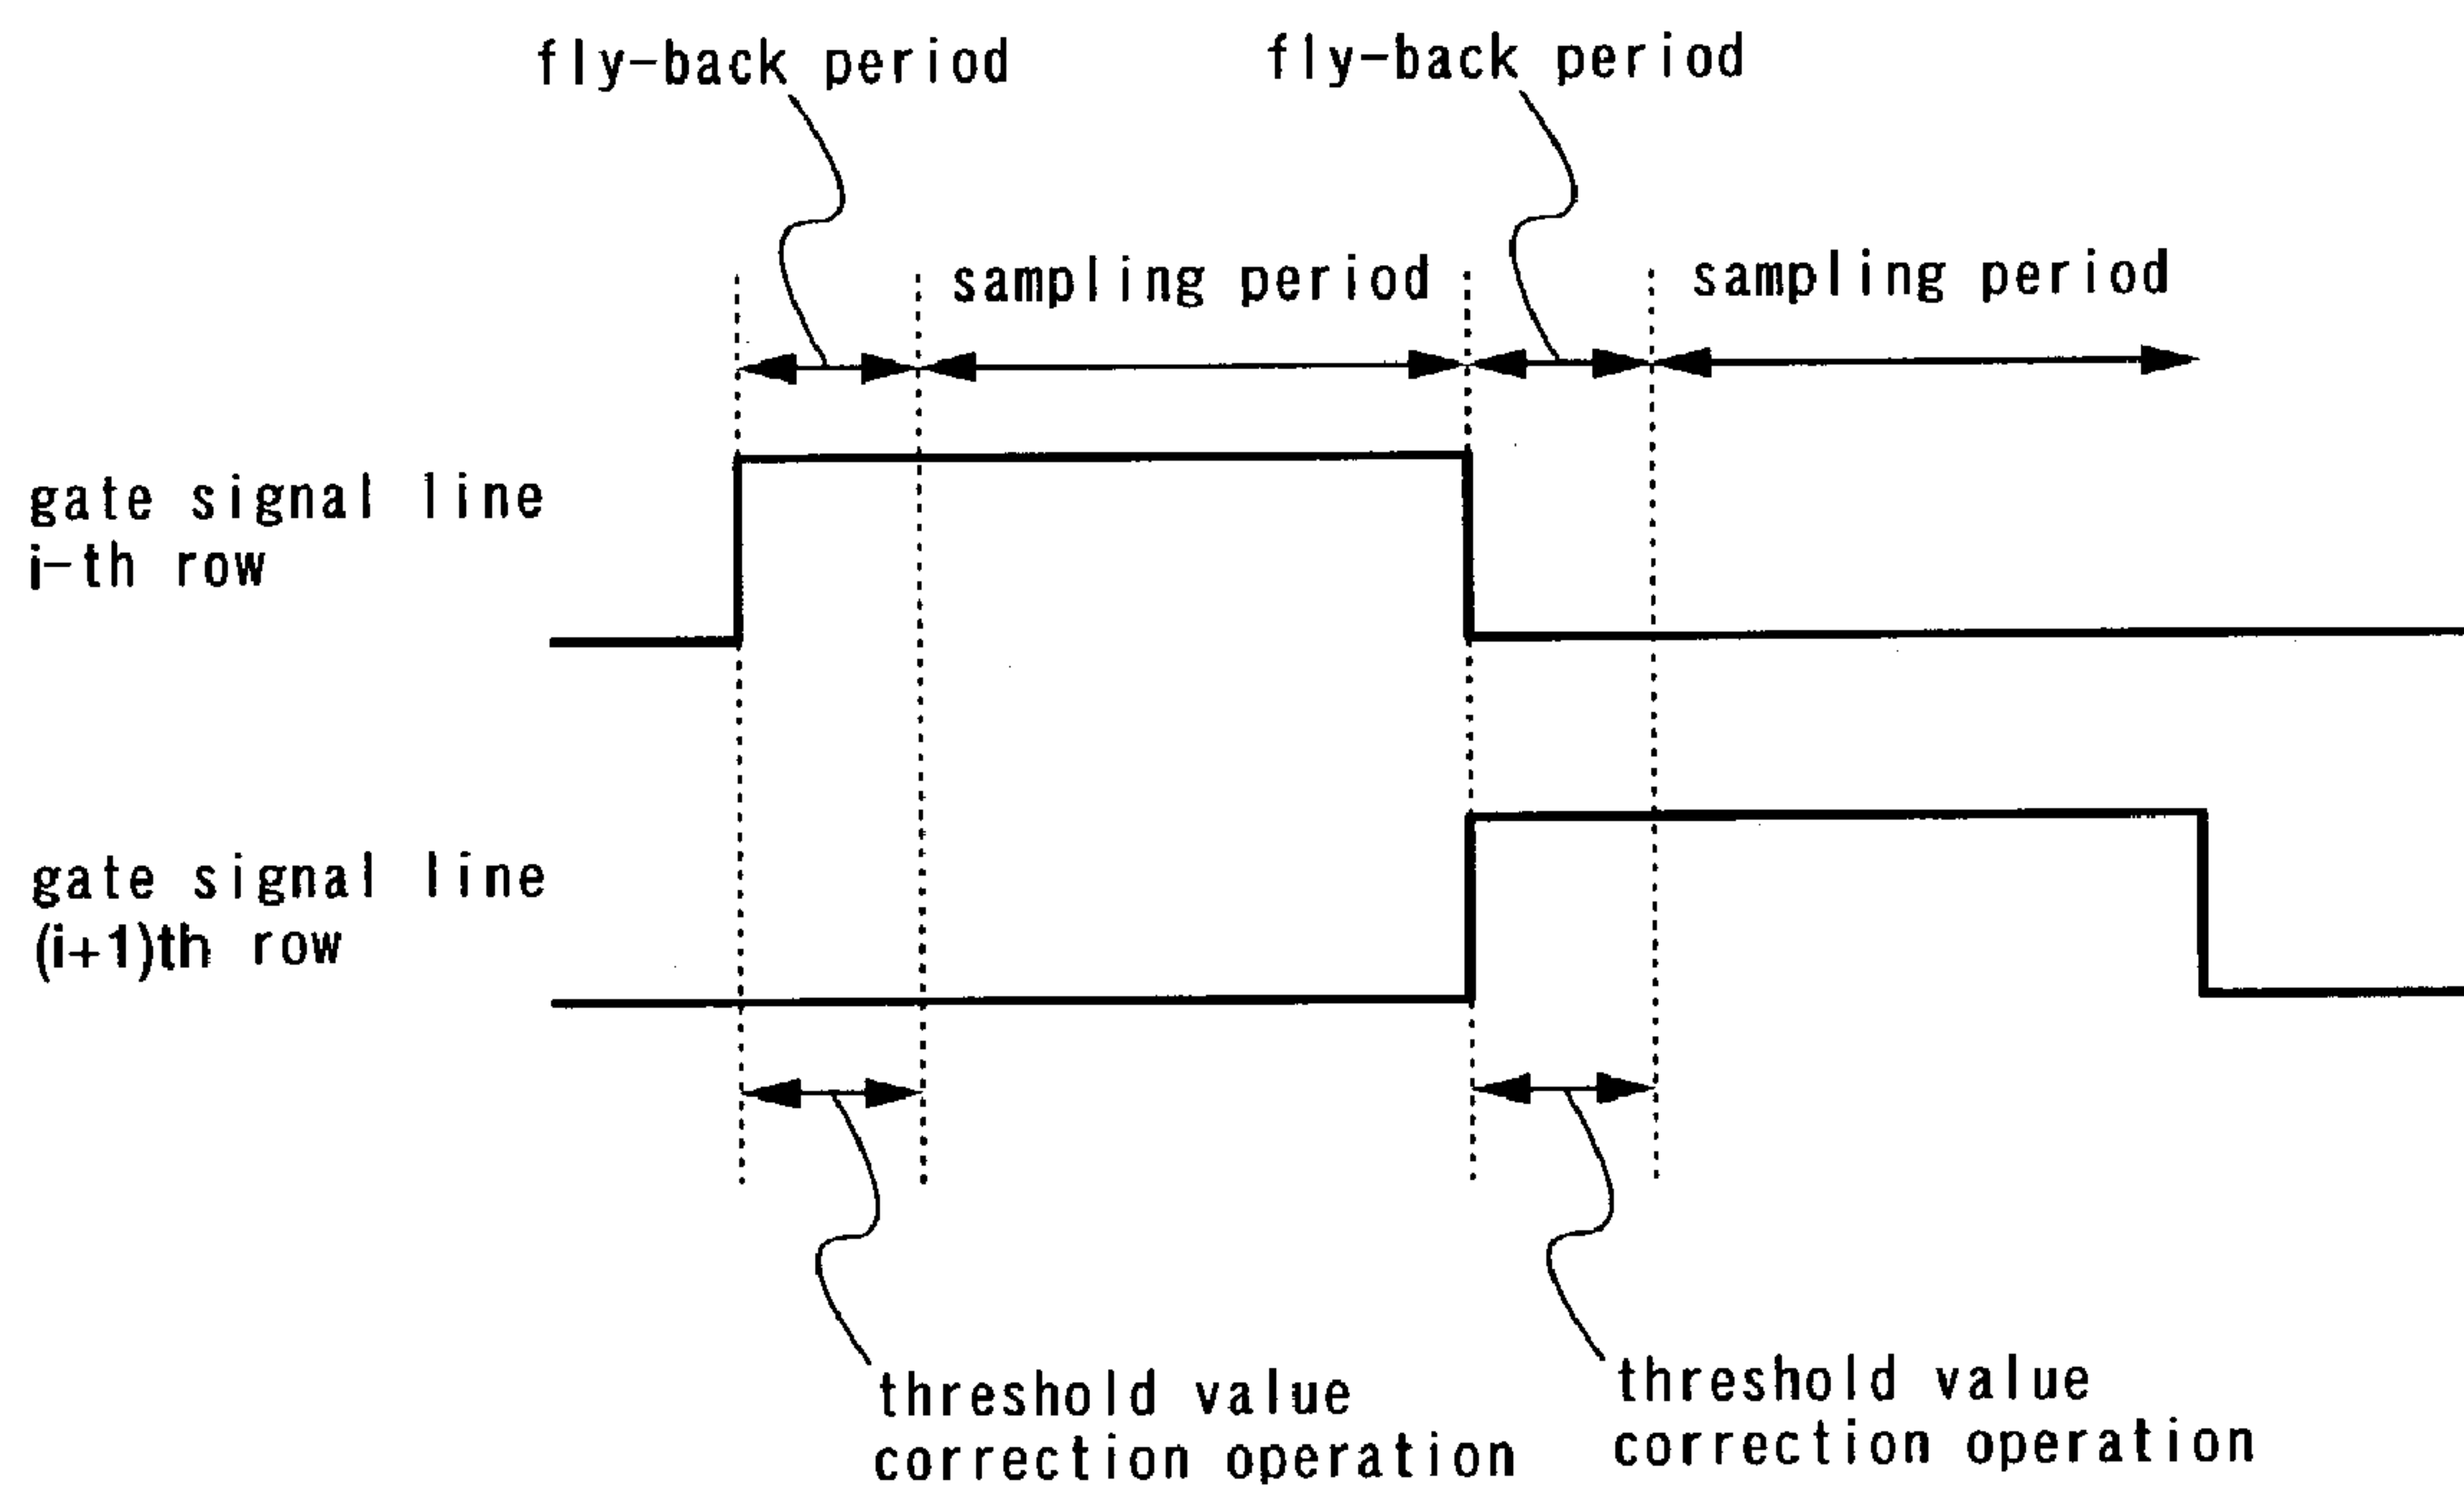 fly-back period
fly-back period
sampling period
sampling period
gate signal line
i-th row
gate signal line
(i+1)th row
threshold value
correction operation
threshold value
correction operation